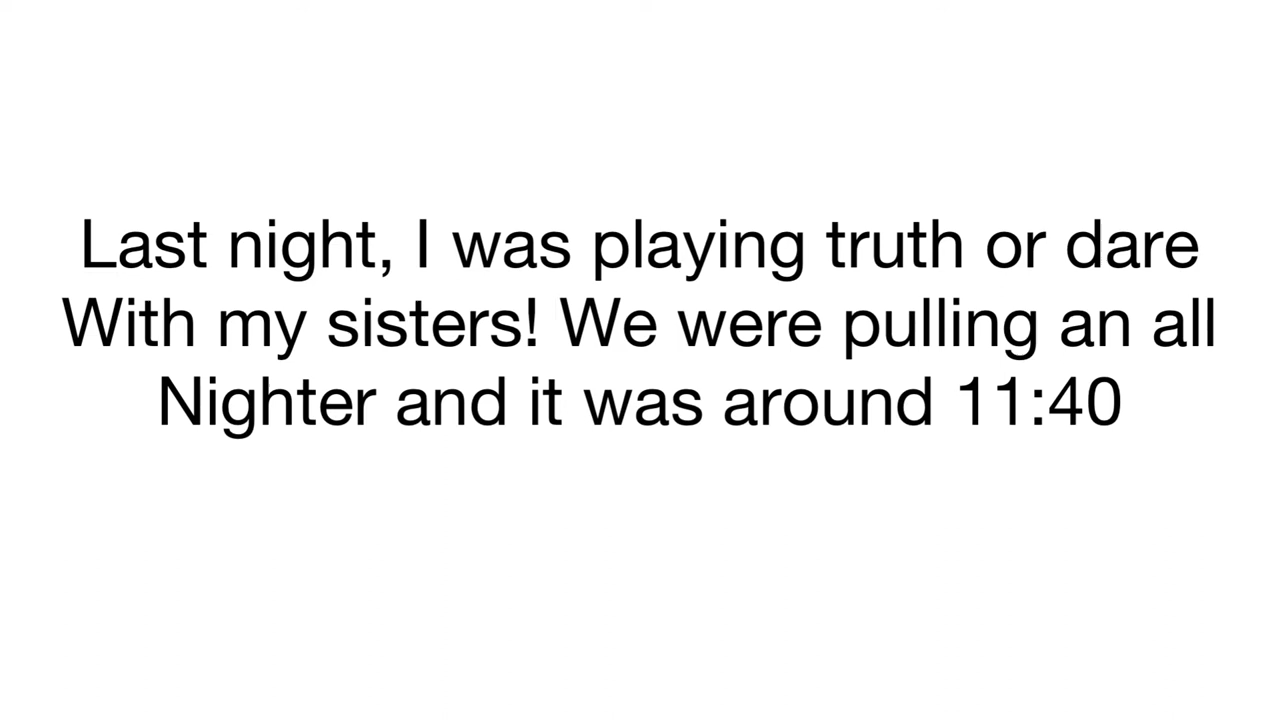 Last night, I was playing truth or dare
With my sisters! We were pulling an all
Nighter and it was around 11:40